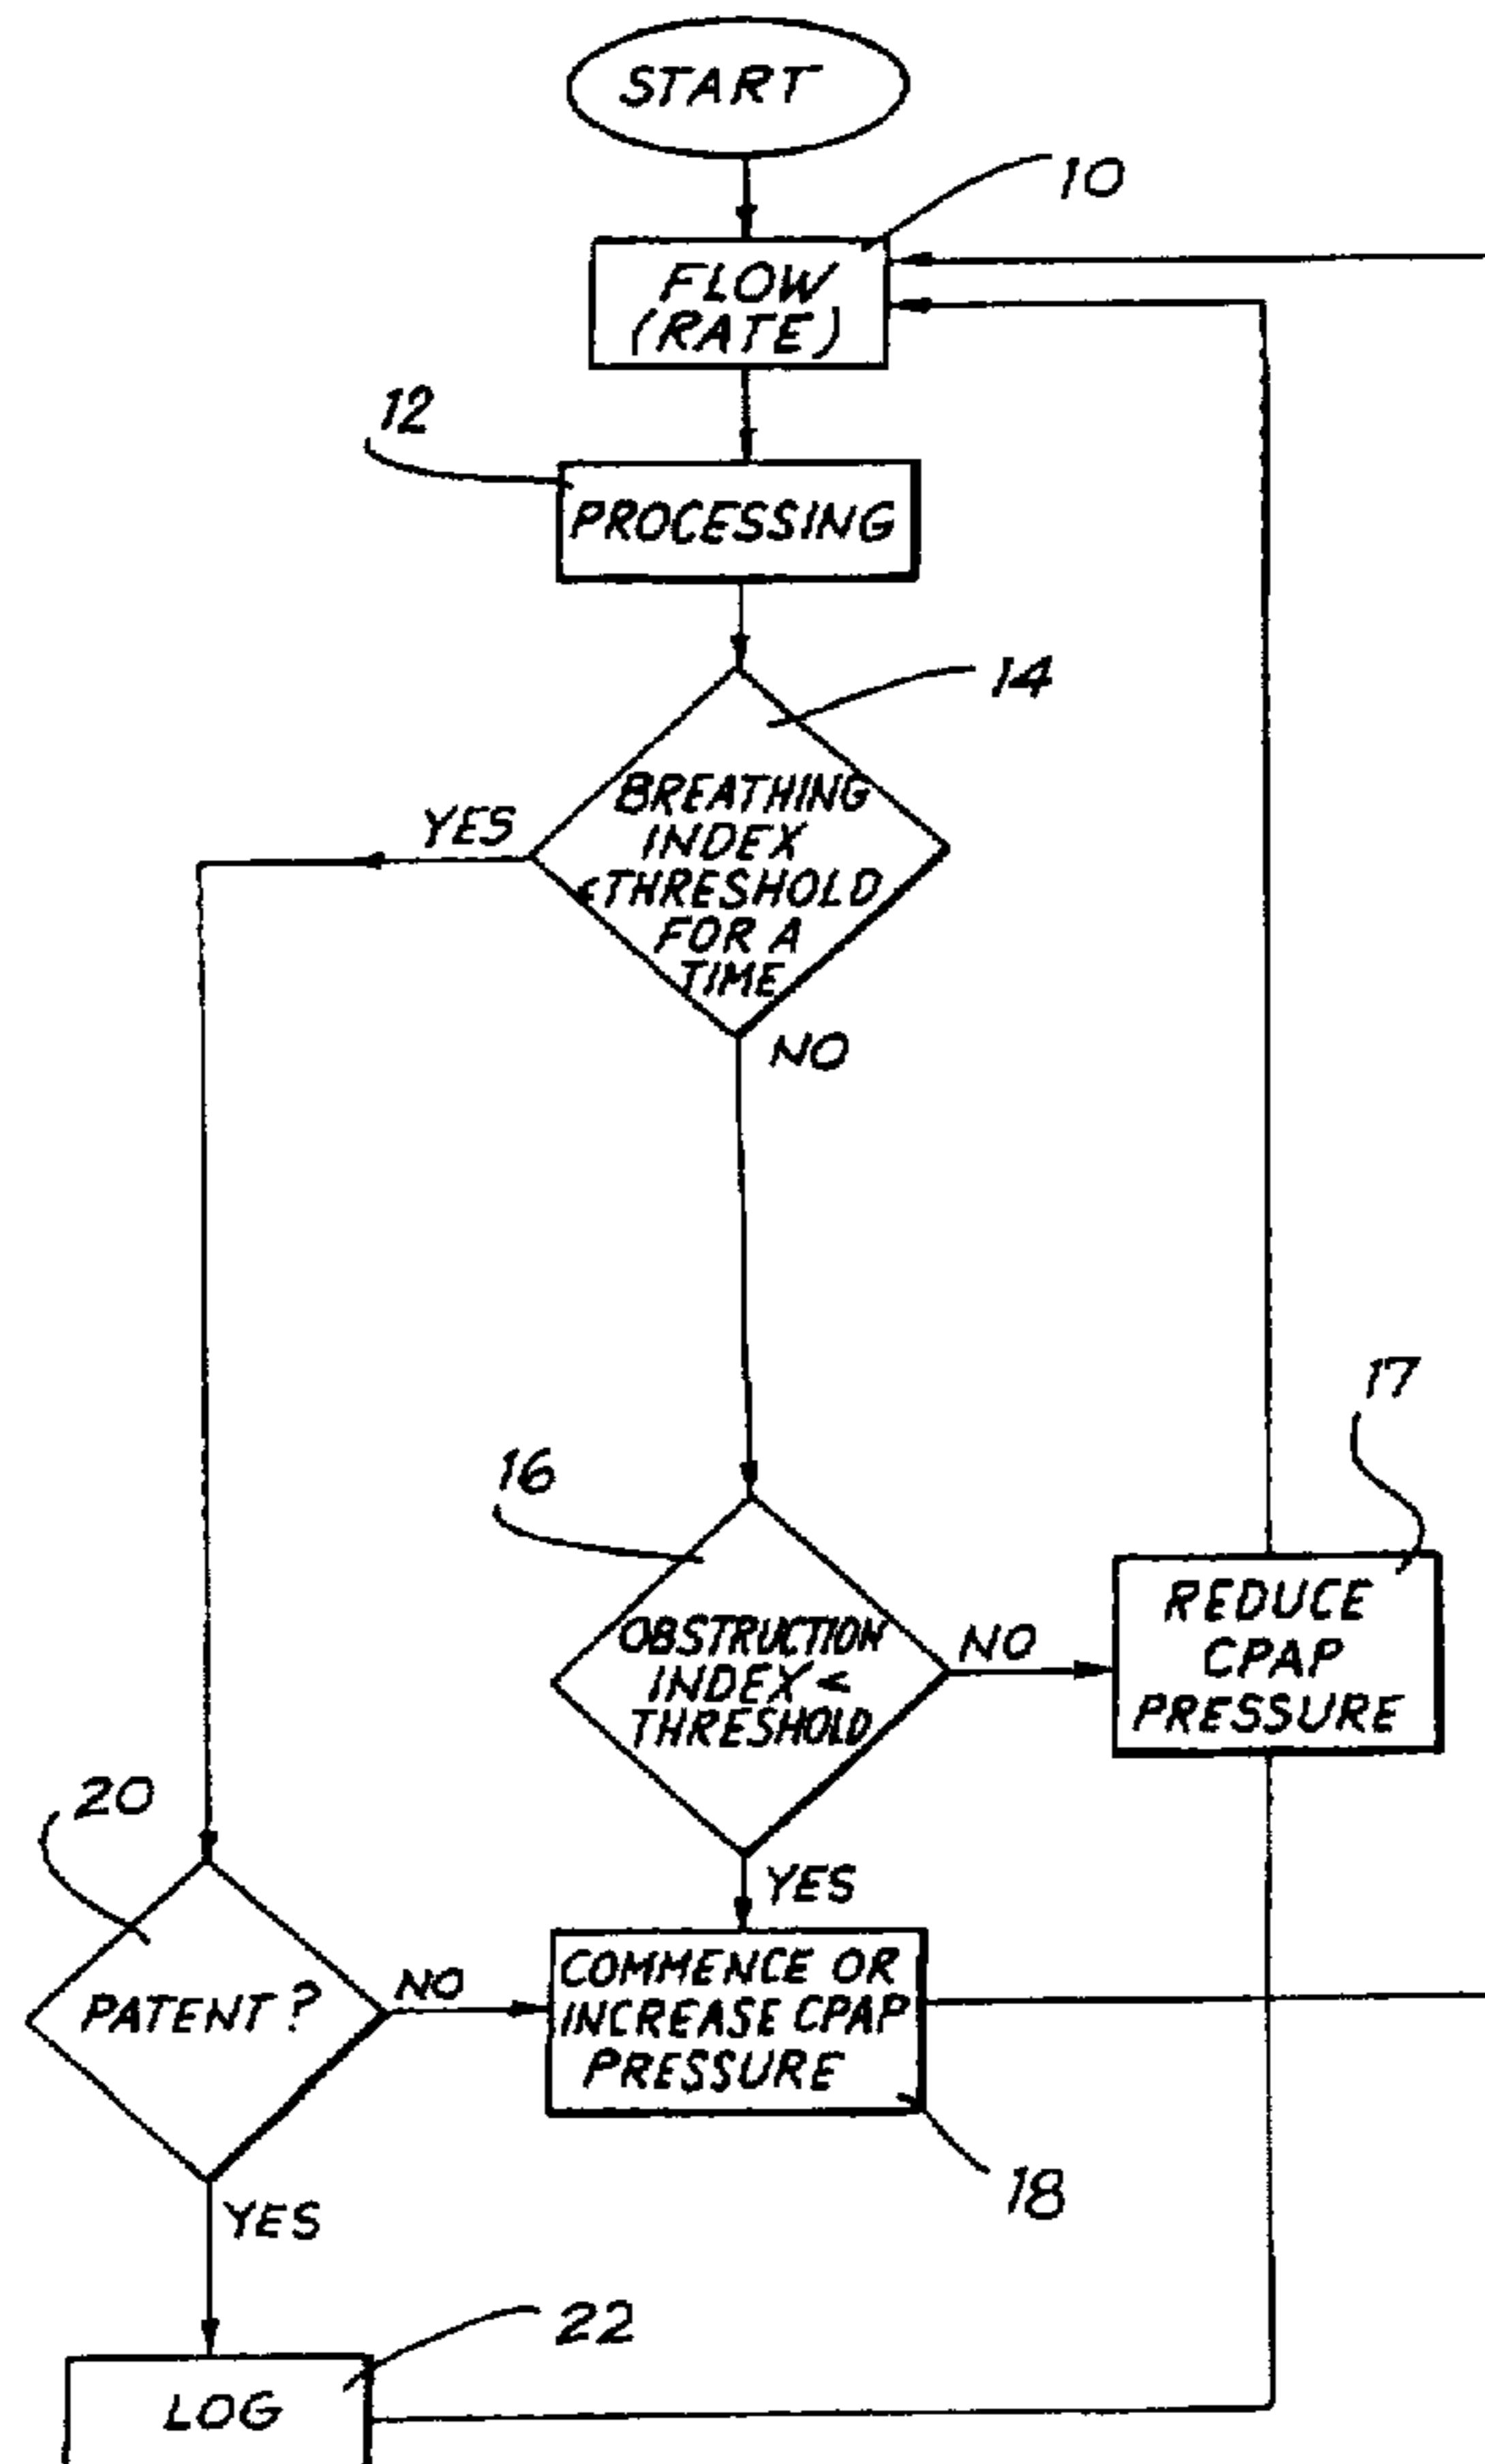 START
10
FLOW
(RATE)
12
PROCESSING
14
BREATHING
INDEX
<THRESHOLD
FOR A
TIME
YES
NO
16
17
OBSTRUCTION
INDEX <
THRESHOLD
NO
REDUCE
CPAP
PRESSURE
20
YES
PATENT?
NO
COMMENCE OR
INCREASE CPAP
PRESSURE
18
YES
22
LOG